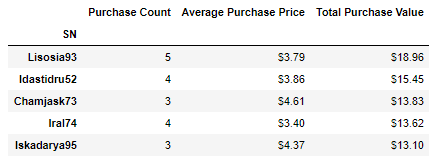 Purchase Count Average Purchase Price Total Purchase Value
SN
Lisosia93 5 $3.79 $18.96
Idastidru52 4 $3.86 $15.45
Chamjask73 3 $4.61 $13.83
Iral74 4 $3.40 $13.62
Iskadarya95 3 $4.37 $13.10